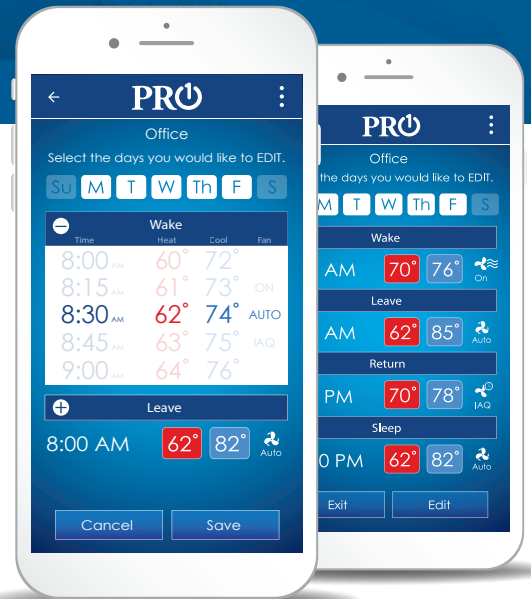 PRO1
Office
Select the days you would like to EDIT.
Su M T W Th F S
Wake
Time Heat Cool Fan
8:00 AM 60° 72°
8:15 AM 61° 73° ON
8:30 AM 62° 74° AUTO
8:45 AM 63° 75° IAQ
9:00 AM 64° 76°
Leave
8:00 AM 62° 82° Auto
Cancel Save
PRO1
Office
the days you would like to EDIT.
M T W Th F S
Wake
AM 70° 76° On
Leave
AM 62° 85° Auto
Return
PM 70° 78° IAQ
Sleep
0 PM 62° 82° Auto
Exit Edit